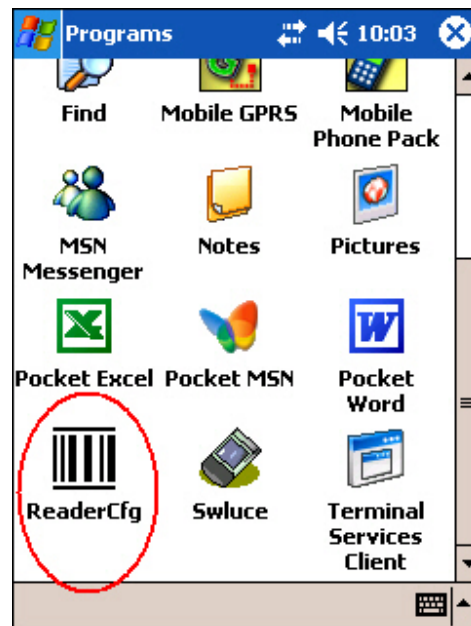 Programs 10:03
Find Mobile GPRS Mobile
Phone Pack
MSN Notes Pictures
Messenger
Pocket Excel Pocket MSN Pocket
Word
ReaderCfg Swluce Terminal
Services
Client